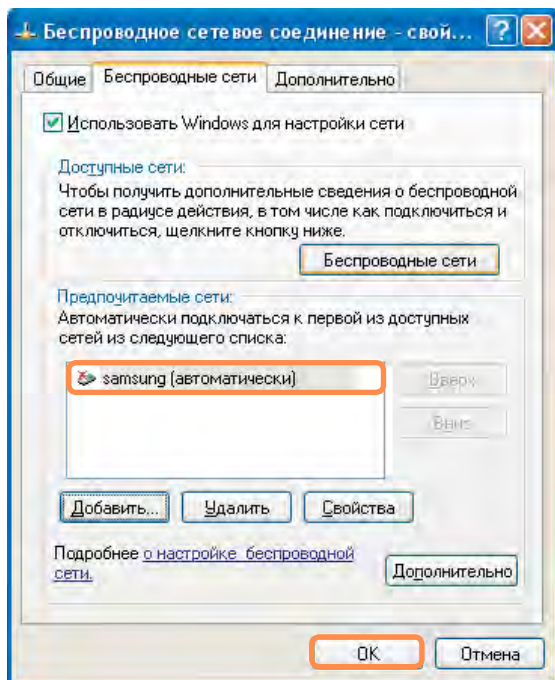 Беспроводное сетевое соединение - свой...
Общие Беспроводные сети Дополнительно
Использовать Windows для настройки сети
Доступные сети:
Чтобы получить дополнительные сведения о беспроводной
сети в радиусе действия, в том числе как подключиться и
отключиться, щелкните кнопку ниже.
Беспроводные сети
Предпочитаемые сети:
Автоматически подключаться к первой из доступных
сетей из следующего списка:
samsung (автоматически)
Вверх
Вниз
Добавить... Удалить Свойства
Подробнее о настройке беспроводной
сети.
Дополнительно
OK Отмена